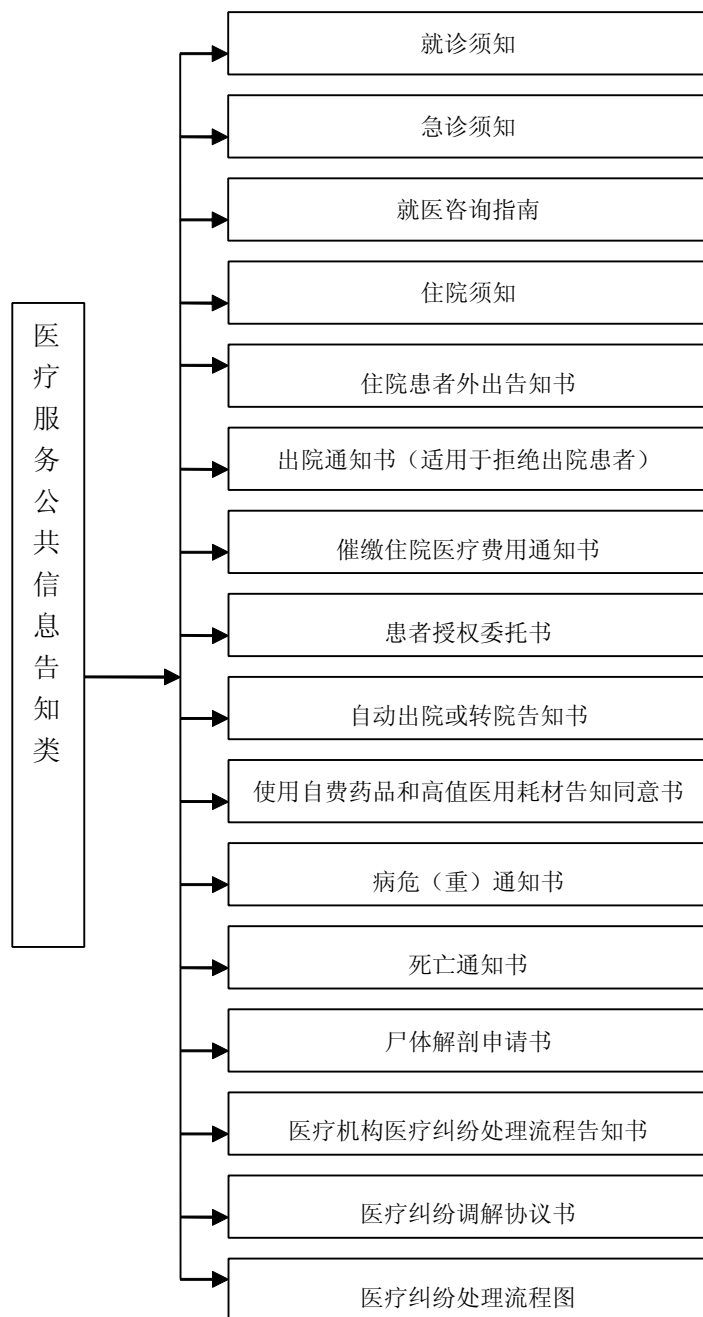 医疗服务公共信息告知类
就诊须知
急诊须知
就医咨询指南
住院须知
住院患者外出告知书
出院通知书（适用于拒绝出院患者）
催缴住院医疗费用通知书
患者授权委托书
自动出院或转院告知书
使用自费药品和高值医用耗材告知同意书
病危（重）通知书
死亡通知书
尸体解剖申请书
医疗机构医疗纠纷处理流程告知书
医疗纠纷调解协议书
医疗纠纷处理流程图